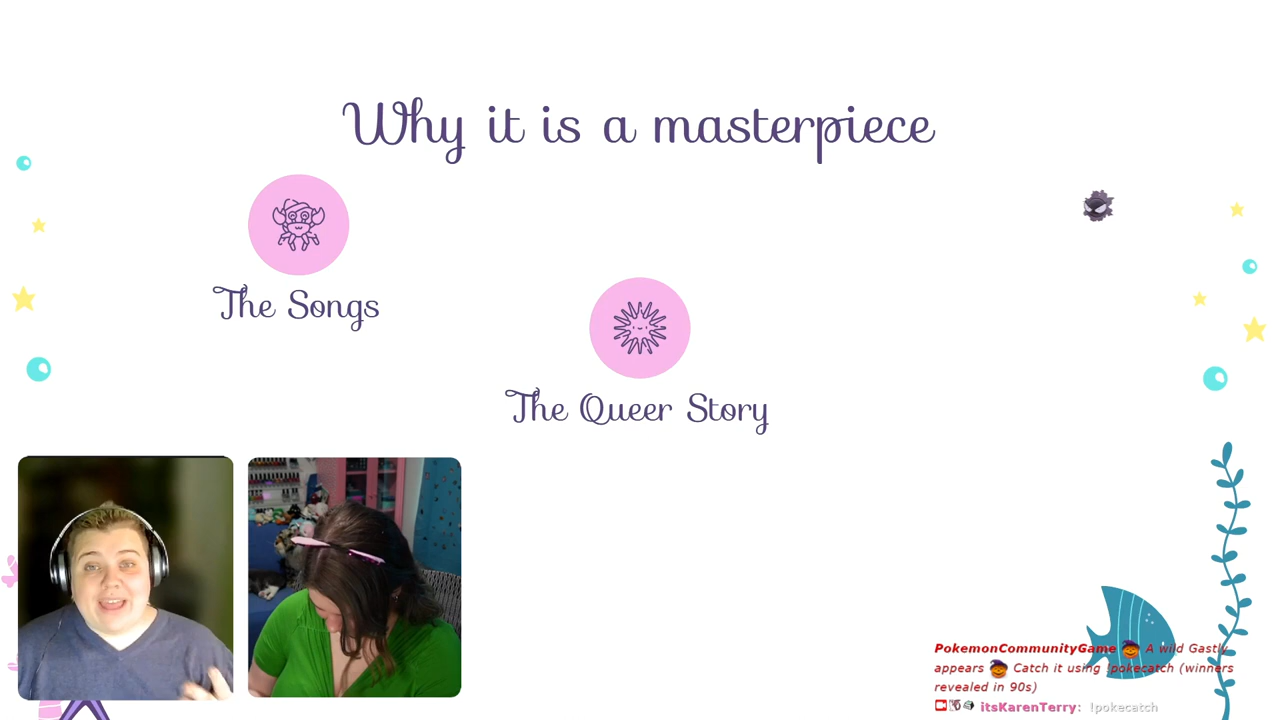 Why it is a masterpiece
The Songs
The Queer Story
PokemonCommunityGame 🎃 A wild Gastly
appears 🎃 Catch it using !pokecatch (winners
revealed in 90s)
itsKarenTerry: !pokecatch